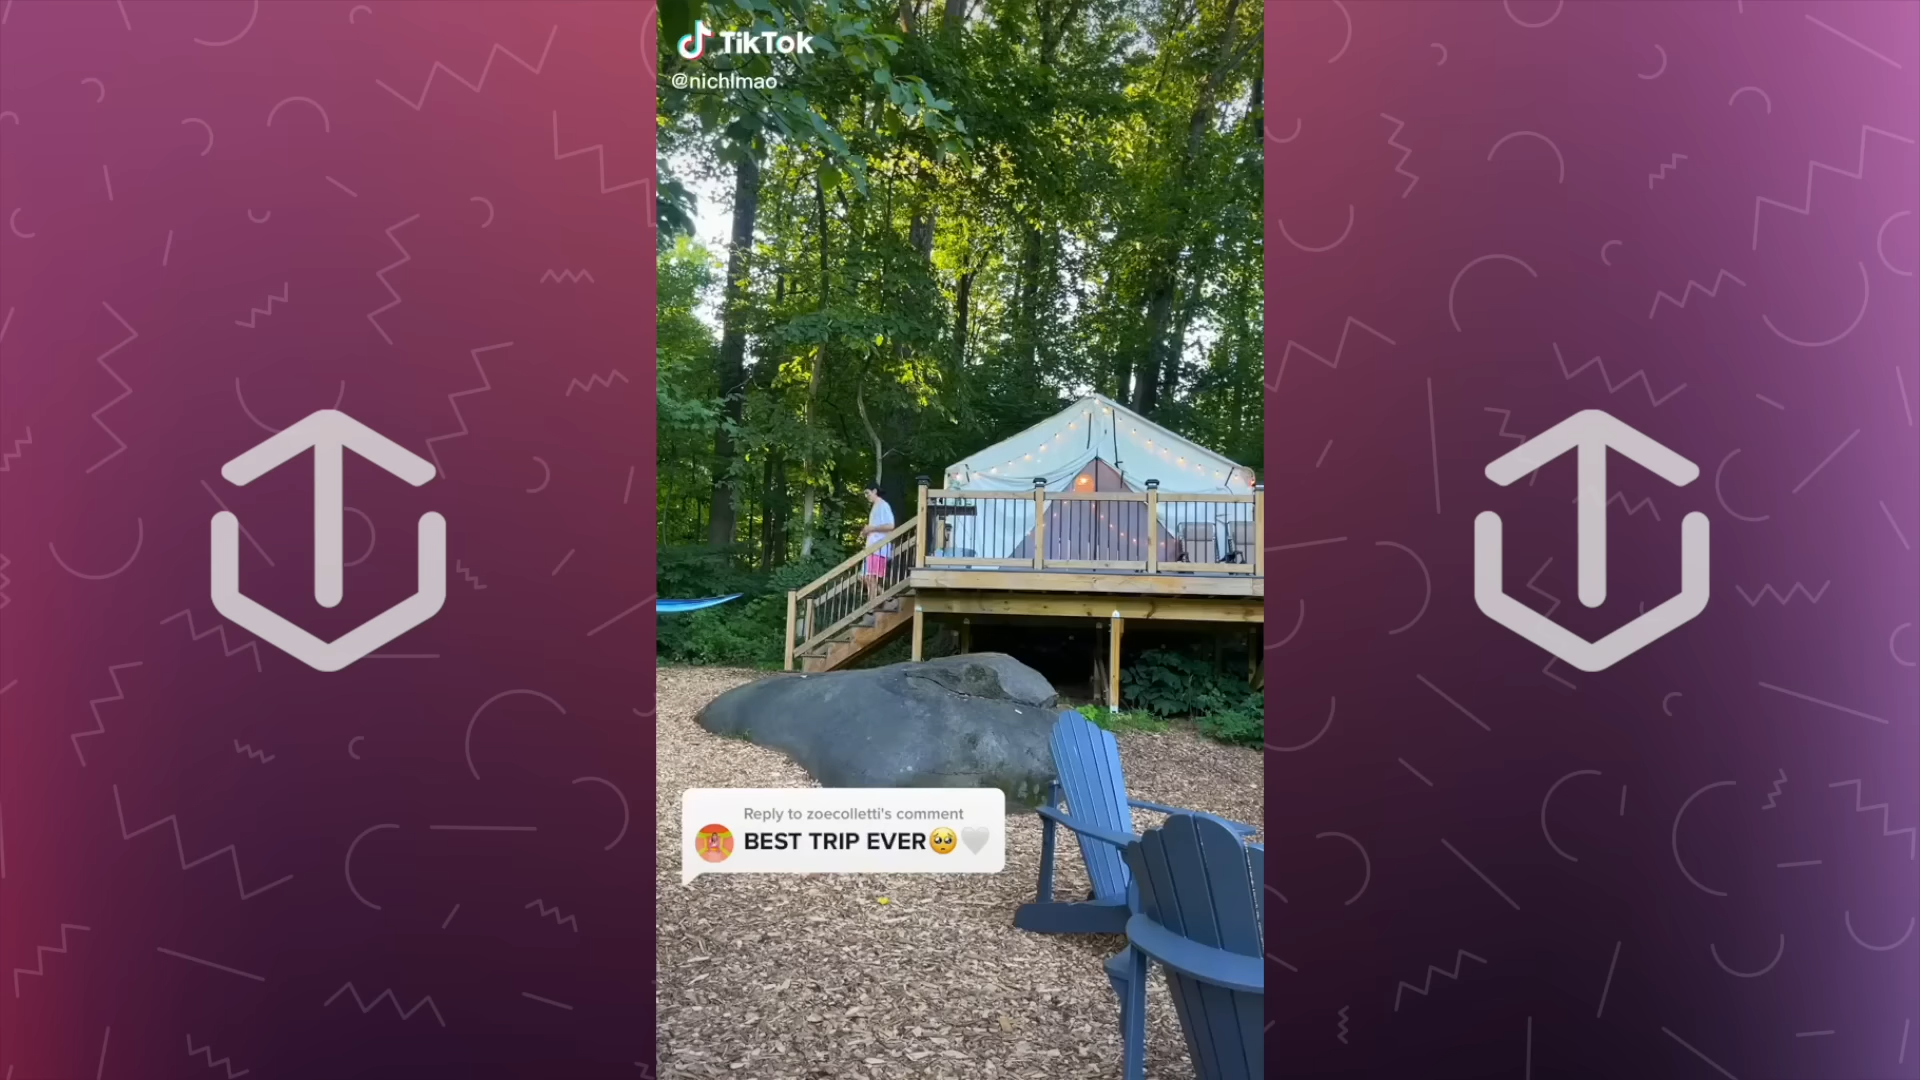 TikTok
@nichlmao
Reply to zoecolletti's comment
BEST TRIP EVER🥺🤍